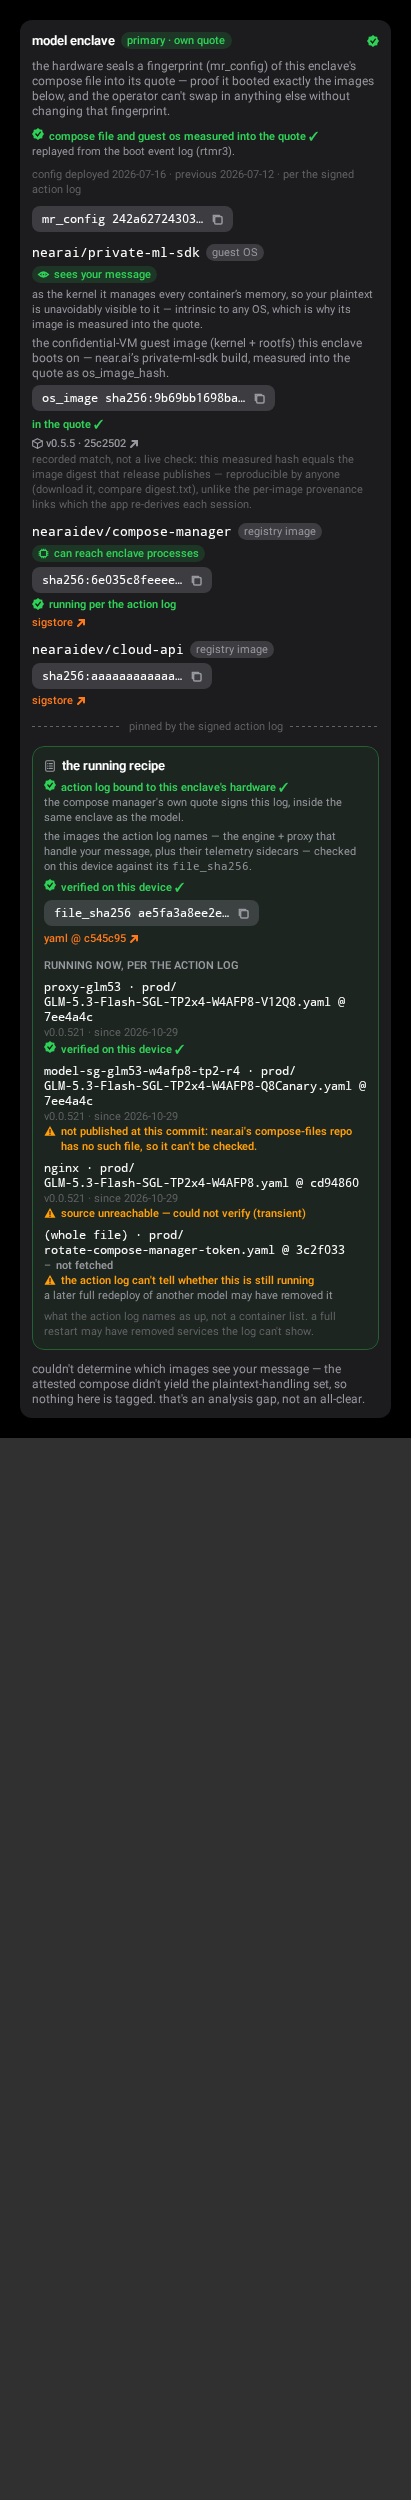 model enclave primary · own quote
the hardware seals a fingerprint (mr_config) of this enclave's
compose file into its quote — proof it booted exactly the images
below, and the operator can't swap in anything else without
changing that fingerprint.
compose file and guest os measured into the quote ✓
replayed from the boot event log (rtmr3).
config deployed 2026-07-16 · previous 2026-07-12 · per the signed
action log
mr_config 242a62724303…
nearai/private-ml-sdk guest OS
sees your message
as the kernel it manages every container's memory, so your plaintext
is unavoidably visible to it — intrinsic to any OS, which is why its
image is measured into the quote.
the confidential-VM guest image (kernel + rootfs) this enclave
boots on — near.ai's private-ml-sdk build, measured into the
quote as os_image_hash.
os_image sha256:9b69bb1698ba…
in the quote ✓
v0.5.5 · 25c2502
recorded match, not a live check: this measured hash equals the
image digest that release publishes — reproducible by anyone
(download it, compare digest.txt), unlike the per-image provenance
links which the app re-derives each session.
nearaidev/compose-manager registry image
can reach enclave processes
sha256:6e035c8feeee…
running per the action log
sigstore
nearaidev/cloud-api registry image
sha256:aaaaaaaaaaaa…
sigstore
pinned by the signed action log
the running recipe
action log bound to this enclave's hardware ✓
the compose manager's own quote signs this log, inside the
same enclave as the model.
the images the action log names — the engine + proxy that
handle your message, plus their telemetry sidecars — checked
on this device against its file_sha256.
verified on this device ✓
file_sha256 ae5fa3a8ee2e…
yaml @ c545c95
RUNNING NOW, PER THE ACTION LOG
proxy-glm53 · prod/
GLM-5.3-Flash-SGL-TP2x4-W4AFP8-V12Q8.yaml @
7ee4a4c
v0.0.521 · since 2026-10-29
verified on this device ✓
model-sg-glm53-w4afp8-tp2-r4 · prod/
GLM-5.3-Flash-SGL-TP2x4-W4AFP8-Q8Canary.yaml @
7ee4a4c
v0.0.521 · since 2026-10-29
not published at this commit: near.ai's compose-files repo
has no such file, so it can't be checked.
nginx · prod/
GLM-5.3-Flash-SGL-TP2x4-W4AFP8.yaml @ cd94860
v0.0.521 · since 2026-10-29
source unreachable — could not verify (transient)
(whole file) · prod/
rotate-compose-manager-token.yaml @ 3c2f033
– not fetched
the action log can't tell whether this is still running
a later full redeploy of another model may have removed it
what the action log names as up, not a container list. a full
restart may have removed services the log can't show.
couldn't determine which images see your message — the
attested compose didn't yield the plaintext-handling set, so
nothing here is tagged. that's an analysis gap, not an all-clear.